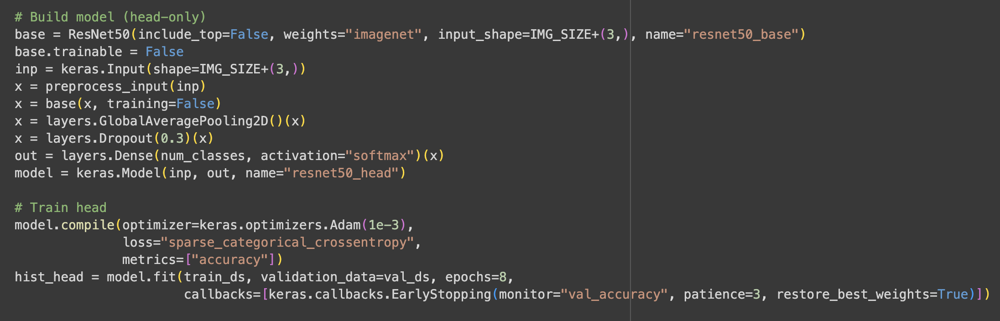 # Build model (head-only)
base = ResNet50(include_top=False, weights="imagenet", input_shape=IMG_SIZE+(3,), name="resnet50_base")
base.trainable = False
inp = keras.Input(shape=IMG_SIZE+(3,))
x = preprocess_input(inp)
x = base(x, training=False)
x = layers.GlobalAveragePooling2D()(x)
x = layers.Dropout(0.3)(x)
out = layers.Dense(num_classes, activation="softmax")(x)
model = keras.Model(inp, out, name="resnet50_head")

# Train head
model.compile(optimizer=keras.optimizers.Adam(1e-3),
              loss="sparse_categorical_crossentropy",
              metrics=["accuracy"])
hist_head = model.fit(train_ds, validation_data=val_ds, epochs=8,
                      callbacks=[keras.callbacks.EarlyStopping(monitor="val_accuracy", patience=3, restore_best_weights=True)])